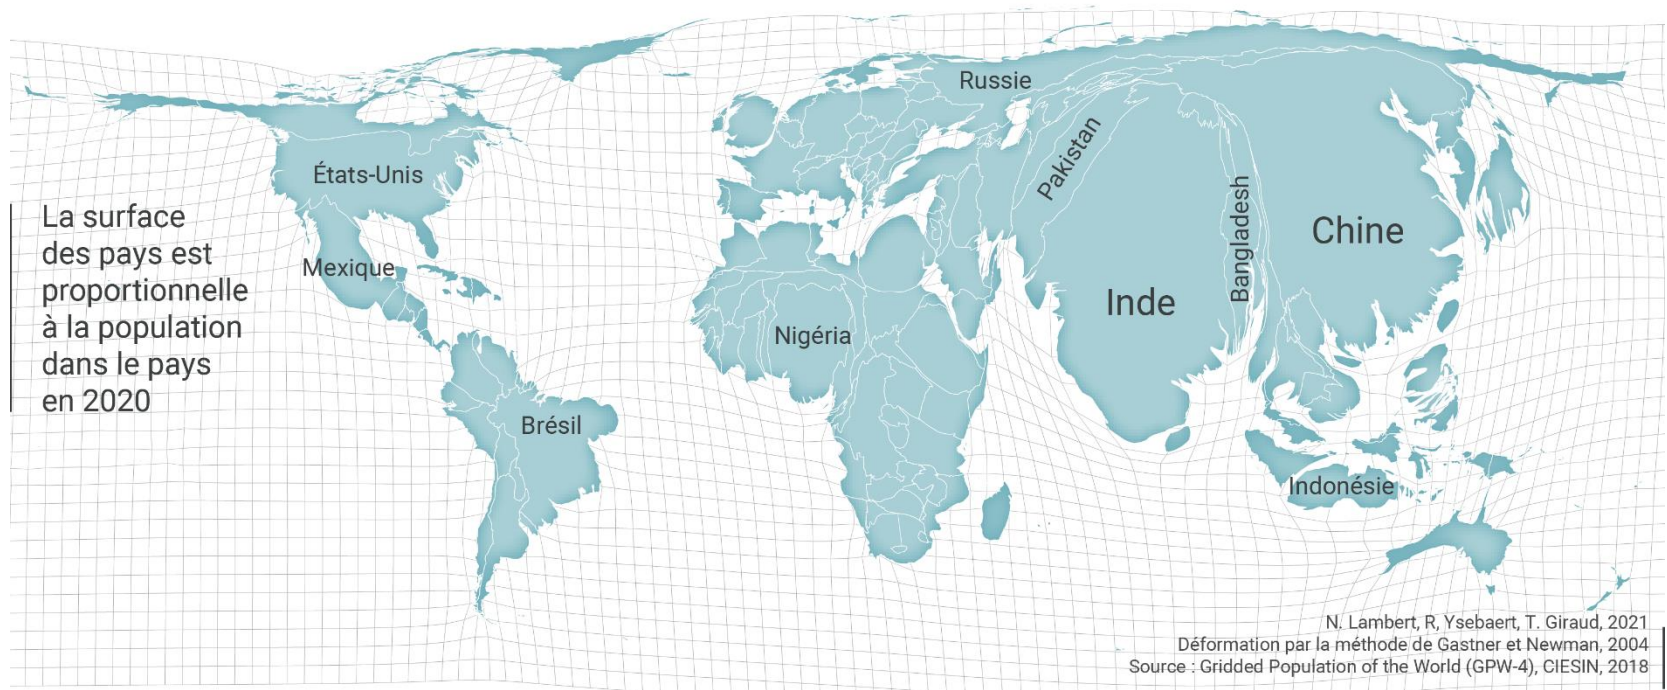 La surface
des pays est
proportionnelle
à la population
dans le pays
en 2020
Russie
États-Unis
Pakistan
Bangladesh
Chine
Mexique
Inde
Nigéria
Brésil
Indonésie
N. Lambert, R, Ysebaert, T. Giraud, 2021
Déformation par la méthode de Gastner et Newman, 2004
Source : Gridded Population of the World (GPW-4), CIESIN, 2018